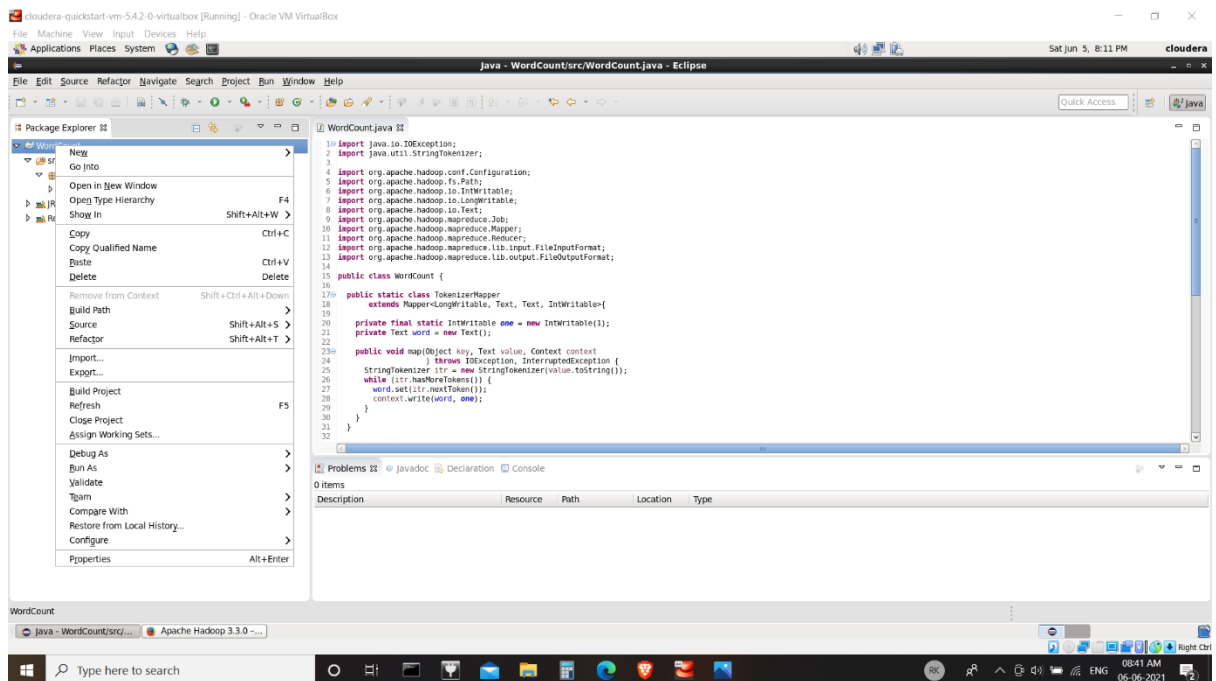 cloudera-quickstart-vm-5.4.2-0-virtualbox [Running] - Oracle VM VirtualBox
File Machine View Input Devices Help
Applications Places System
Sat Jun 5, 8:11 PM cloudera
Java - WordCount/src/WordCount.java - Eclipse
File Edit Source Refactor Navigate Search Project Run Window Help
Quick Access
Java
Package Explorer
WordCount
New
Go Into
Open in New Window
Open Type Hierarchy F4
Show In Shift+Alt+W
Copy Ctrl+C
Copy Qualified Name
Paste Ctrl+V
Delete Delete
Remove from Context Shift+Ctrl+Alt+Down
Build Path
Source Shift+Alt+S
Refactor Shift+Alt+T
Import...
Export...
Build Project
Refresh F5
Close Project
Assign Working Sets...
Debug As
Run As
Validate
Team
Compare With
Restore from Local History...
Configure
Properties Alt+Enter
WordCount.java
1 import java.io.IOException;
2 import java.util.StringTokenizer;
3
4 import org.apache.hadoop.conf.Configuration;
5 import org.apache.hadoop.fs.Path;
6 import org.apache.hadoop.io.IntWritable;
7 import org.apache.hadoop.io.LongWritable;
8 import org.apache.hadoop.io.Text;
9 import org.apache.hadoop.mapreduce.Job;
10 import org.apache.hadoop.mapreduce.Mapper;
11 import org.apache.hadoop.mapreduce.Reducer;
12 import org.apache.hadoop.mapreduce.lib.input.FileInputFormat;
13 import org.apache.hadoop.mapreduce.lib.output.FileOutputFormat;
14
15 public class WordCount {
16
17 public static class TokenizerMapper
18 extends Mapper<LongWritable, Text, Text, IntWritable>{
19
20 private final static IntWritable one = new IntWritable(1);
21 private Text word = new Text();
22
23 public void map(Object key, Text value, Context context
24 ) throws IOException, InterruptedException {
25 StringTokenizer itr = new StringTokenizer(value.toString());
26 while (itr.hasMoreTokens()) {
27 word.set(itr.nextToken());
28 context.write(word, one);
29 }
30 }
31 }
32
Problems Javadoc Declaration Console
0 items
Description Resource Path Location Type
WordCount
Java - WordCount/src/... Apache Hadoop 3.3.0 -...
Right Ctrl
Type here to search
RK
ENG
08:41 AM
06-06-2021